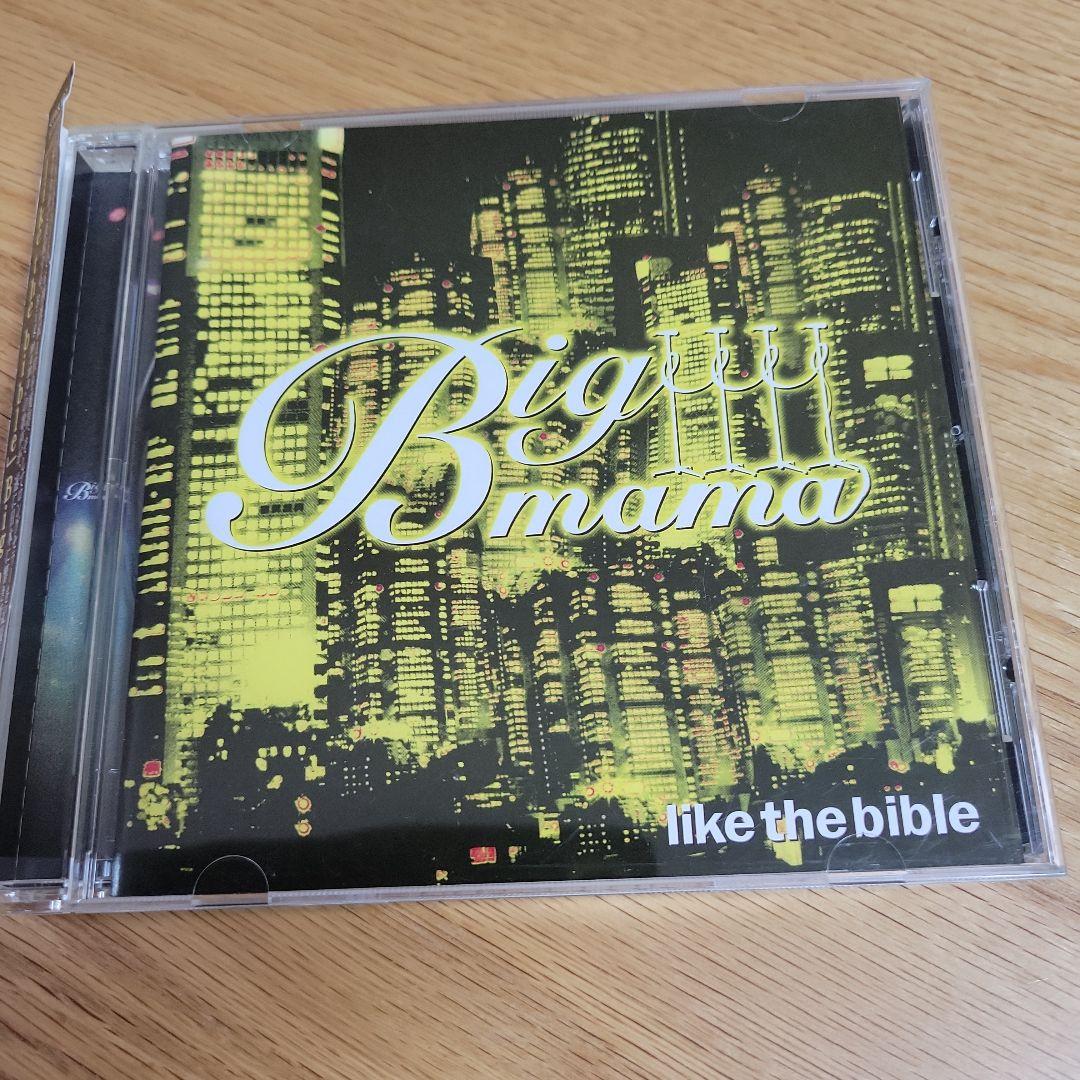 Big
mama
like the bible